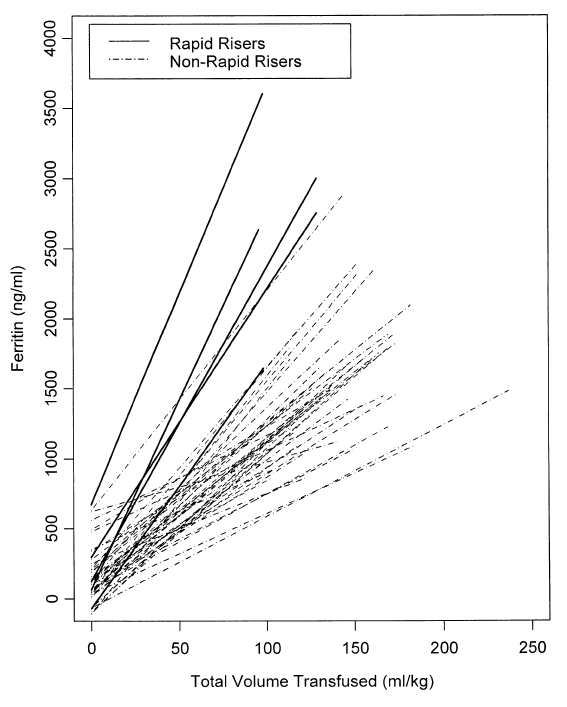 Rapid Risers
Non-Rapid Risers
4000
3500
3000
2500
2000
1500
1000
500
0
Ferritin (ng/ml)
0 50 100 150 200 250
Total Volume Transfused (ml/kg)